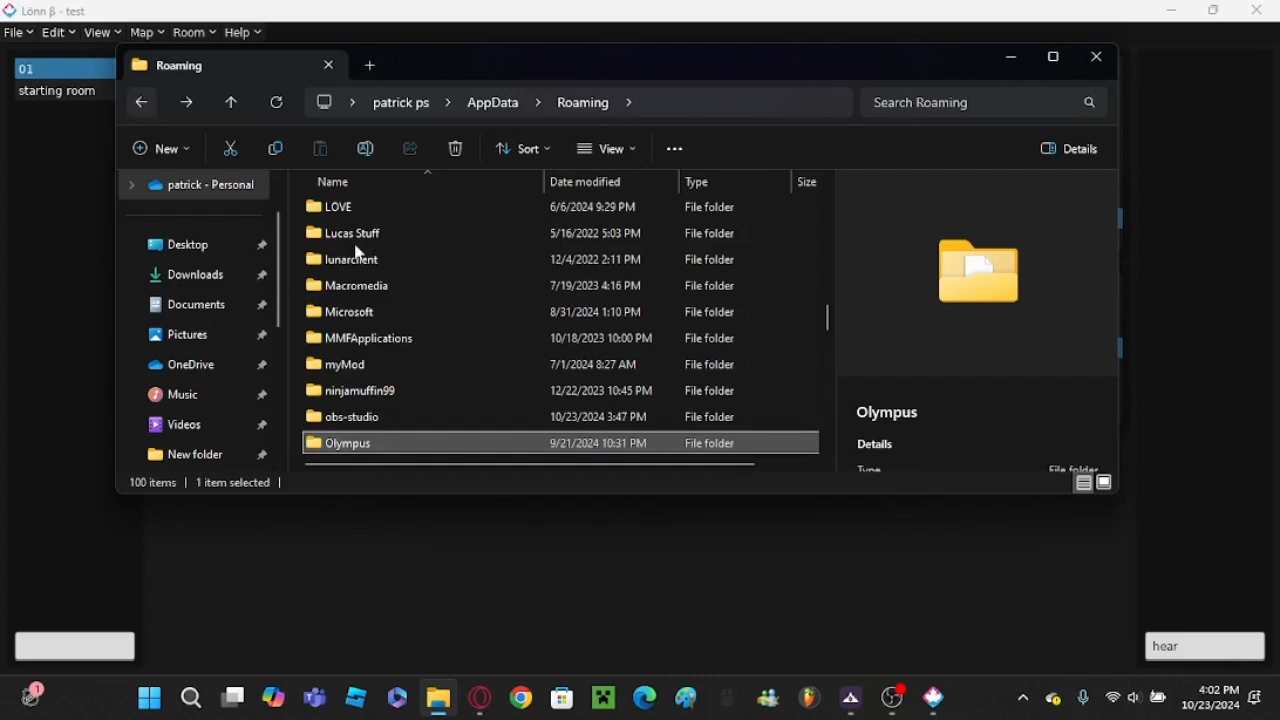 Lönn β - test
File Edit View Map Room Help
01
starting room
Roaming
patrick ps > AppData > Roaming >
Search Roaming
New
Sort
View
Details
patrick - Personal
Desktop
Downloads
Documents
Pictures
OneDrive
Music
Videos
New folder
Name Date modified Type Size
LOVE 6/6/2024 9:29 PM File folder
Lucas Stuff 5/16/2022 5:03 PM File folder
lunarclient 12/4/2022 2:11 PM File folder
Macromedia 7/19/2023 4:16 PM File folder
Microsoft 8/31/2024 1:10 PM File folder
MMFApplications 10/18/2023 10:00 PM File folder
myMod 7/1/2024 8:27 AM File folder
ninjamuffin99 12/22/2023 10:45 PM File folder
obs-studio 10/23/2024 3:47 PM File folder
Olympus 9/21/2024 10:31 PM File folder
Olympus
Details
Type File folder
100 items | 1 item selected |
hear
1
4:02 PM
10/23/2024